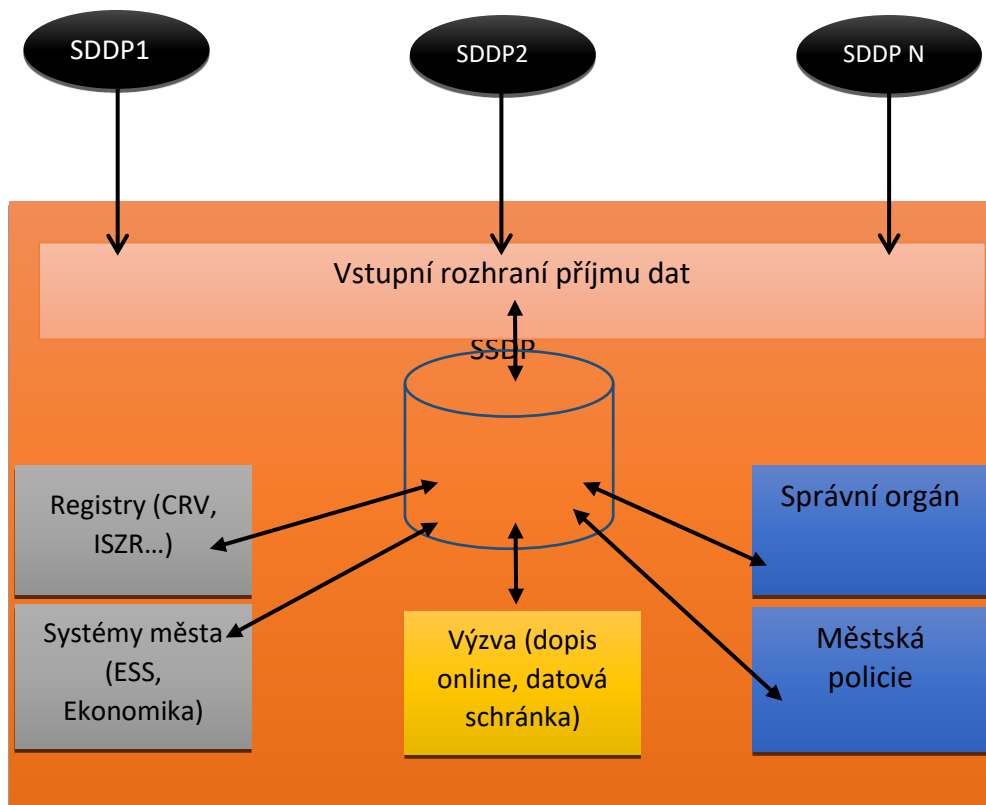 SDDP1
SDDP2
SDDP N
Vstupní rozhraní příjmu dat
SSDP
Registry (CRV,
ISZR...)
Správní orgán
Systémy města
(ESS,
Ekonomika)
Výzva (dopis
online, datová
schránka)
Městská
policie